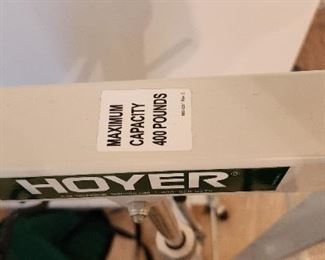 MAXIMUM
CAPACITY
400 POUNDS
HOYER